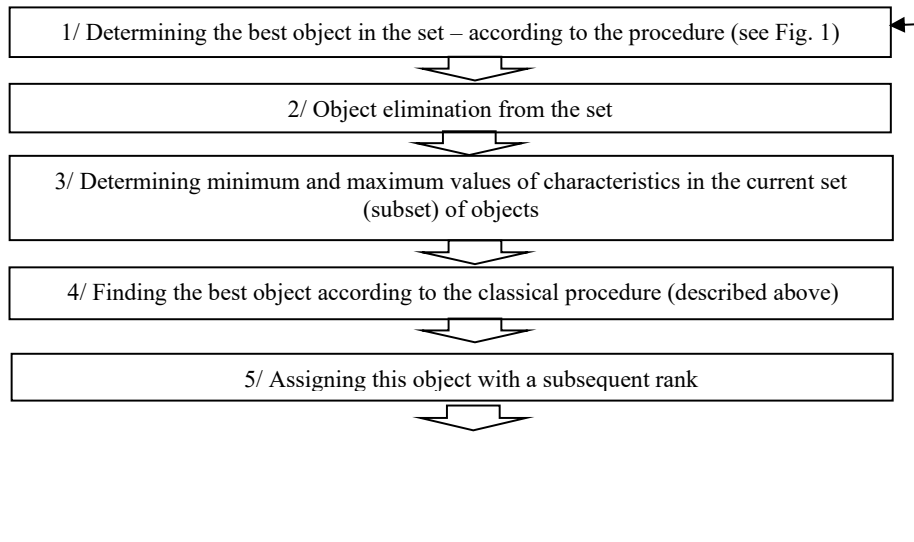 1/ Determining the best object in the set – according to the procedure (see Fig. 1)
2/ Object elimination from the set
3/ Determining minimum and maximum values of characteristics in the current set
(subset) of objects
4/ Finding the best object according to the classical procedure (described above)
5/ Assigning this object with a subsequent rank